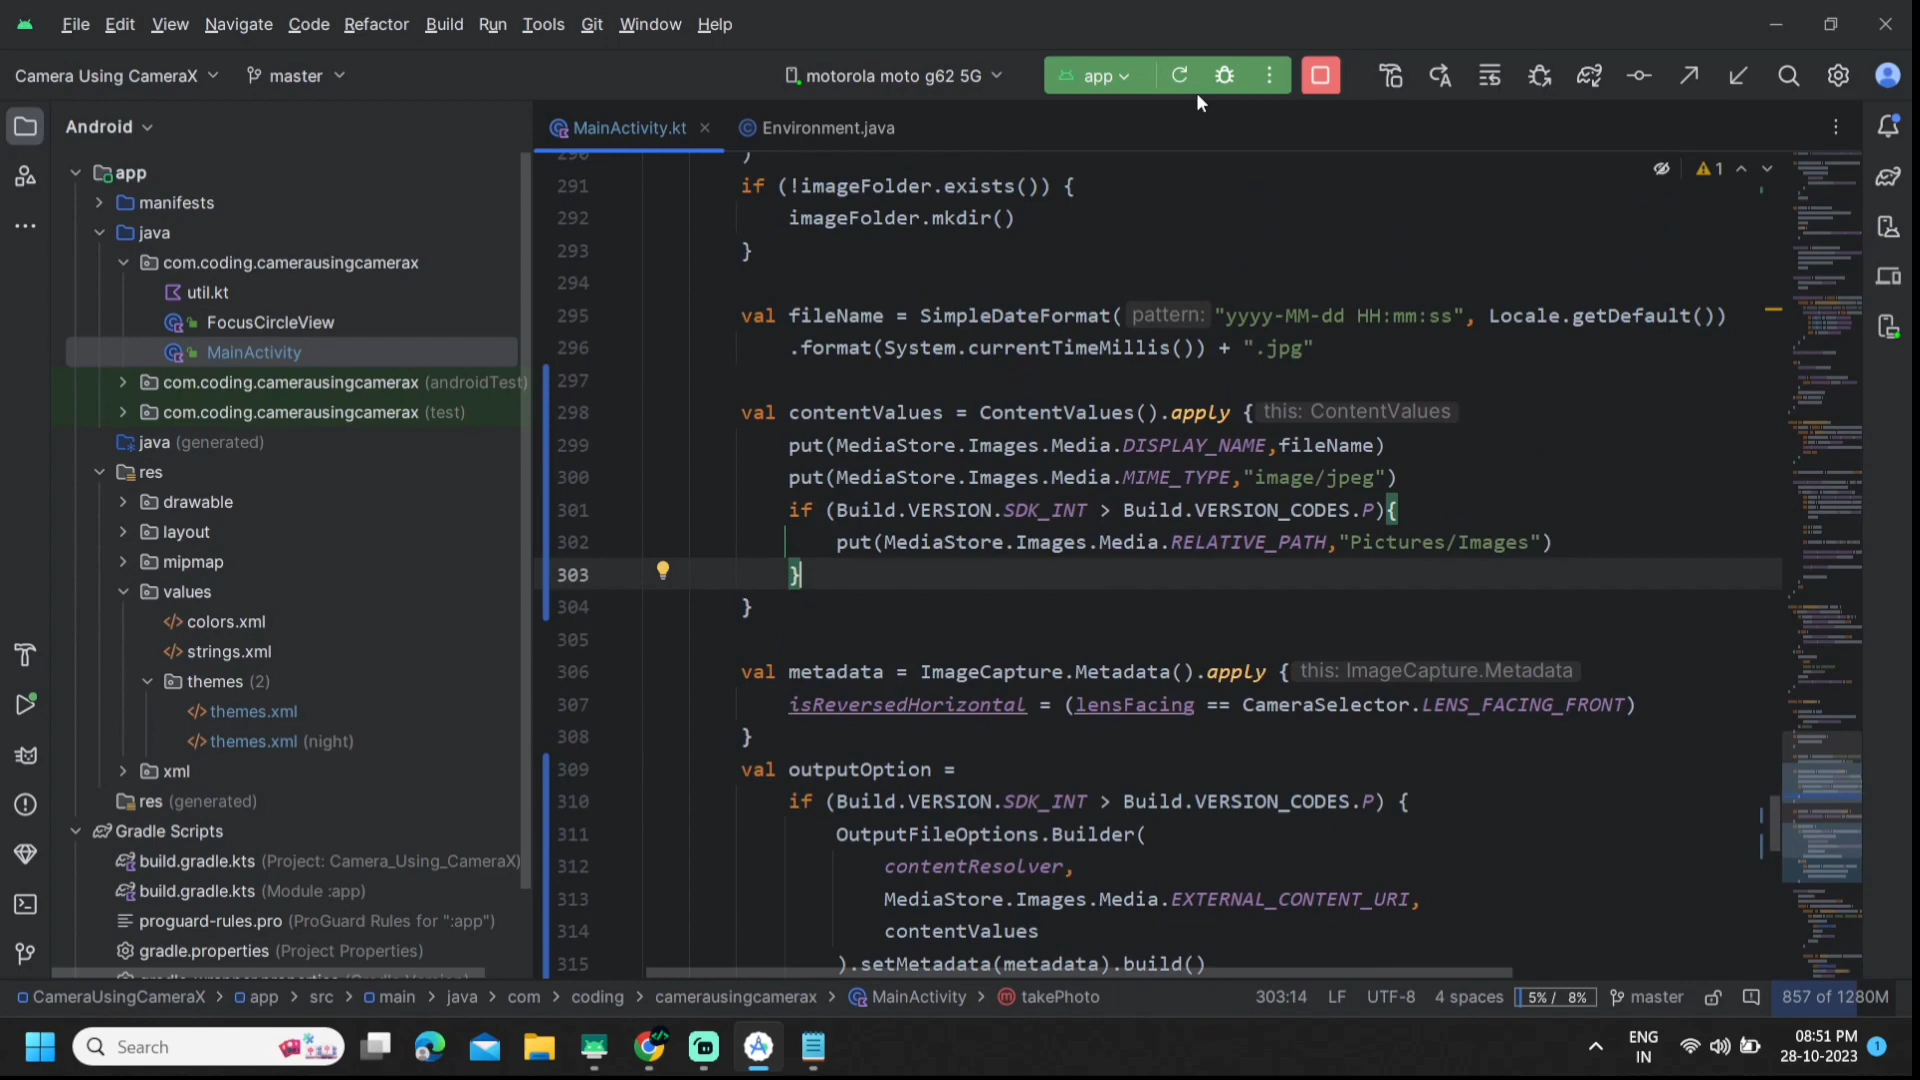 File Edit View Navigate Code Refactor Build Run Tools Git Window Help
Camera Using CameraX master motorola moto g62 5G app
Android
MainActivity.kt Environment.java
app
manifests
java
com.coding.camerausingcamerax
util.kt
FocusCircleView
MainActivity
com.coding.camerausingcamerax (androidTest)
com.coding.camerausingcamerax (test)
java (generated)
res
drawable
layout
mipmap
values
colors.xml
strings.xml
themes (2)
themes.xml
themes.xml (night)
xml
res (generated)
Gradle Scripts
build.gradle.kts (Project: Camera_Using_CameraX)
build.gradle.kts (Module :app)
proguard-rules.pro (ProGuard Rules for ":app")
gradle.properties (Project Properties)
1
290 )
291 if (!imageFolder.exists()) {
292 imageFolder.mkdir()
293 }
294
295 val fileName = SimpleDateFormat( pattern: "yyyy-MM-dd HH:mm:ss", Locale.getDefault())
296 .format(System.currentTimeMillis()) + ".jpg"
297
298 val contentValues = ContentValues().apply { this: ContentValues
299 put(MediaStore.Images.Media.DISPLAY_NAME,fileName)
300 put(MediaStore.Images.Media.MIME_TYPE,"image/jpeg")
301 if (Build.VERSION.SDK_INT > Build.VERSION_CODES.P){
302 put(MediaStore.Images.Media.RELATIVE_PATH,"Pictures/Images")
303 }
304 }
305
306 val metadata = ImageCapture.Metadata().apply { this: ImageCapture.Metadata
307 isReversedHorizontal = (lensFacing == CameraSelector.LENS_FACING_FRONT)
308 }
309 val outputOption =
310 if (Build.VERSION.SDK_INT > Build.VERSION_CODES.P) {
311 OutputFileOptions.Builder(
312 contentResolver,
313 MediaStore.Images.Media.EXTERNAL_CONTENT_URI,
314 contentValues
315 ).setMetadata(metadata).build()
CameraUsingCameraX > app > src > main > java > com > coding > camerausingcamerax > MainActivity > takePhoto 303:14 LF UTF-8 4 spaces 5% / 8% master 857 of 1280M
Search
ENG
IN
08:51 PM
28-10-2023
1